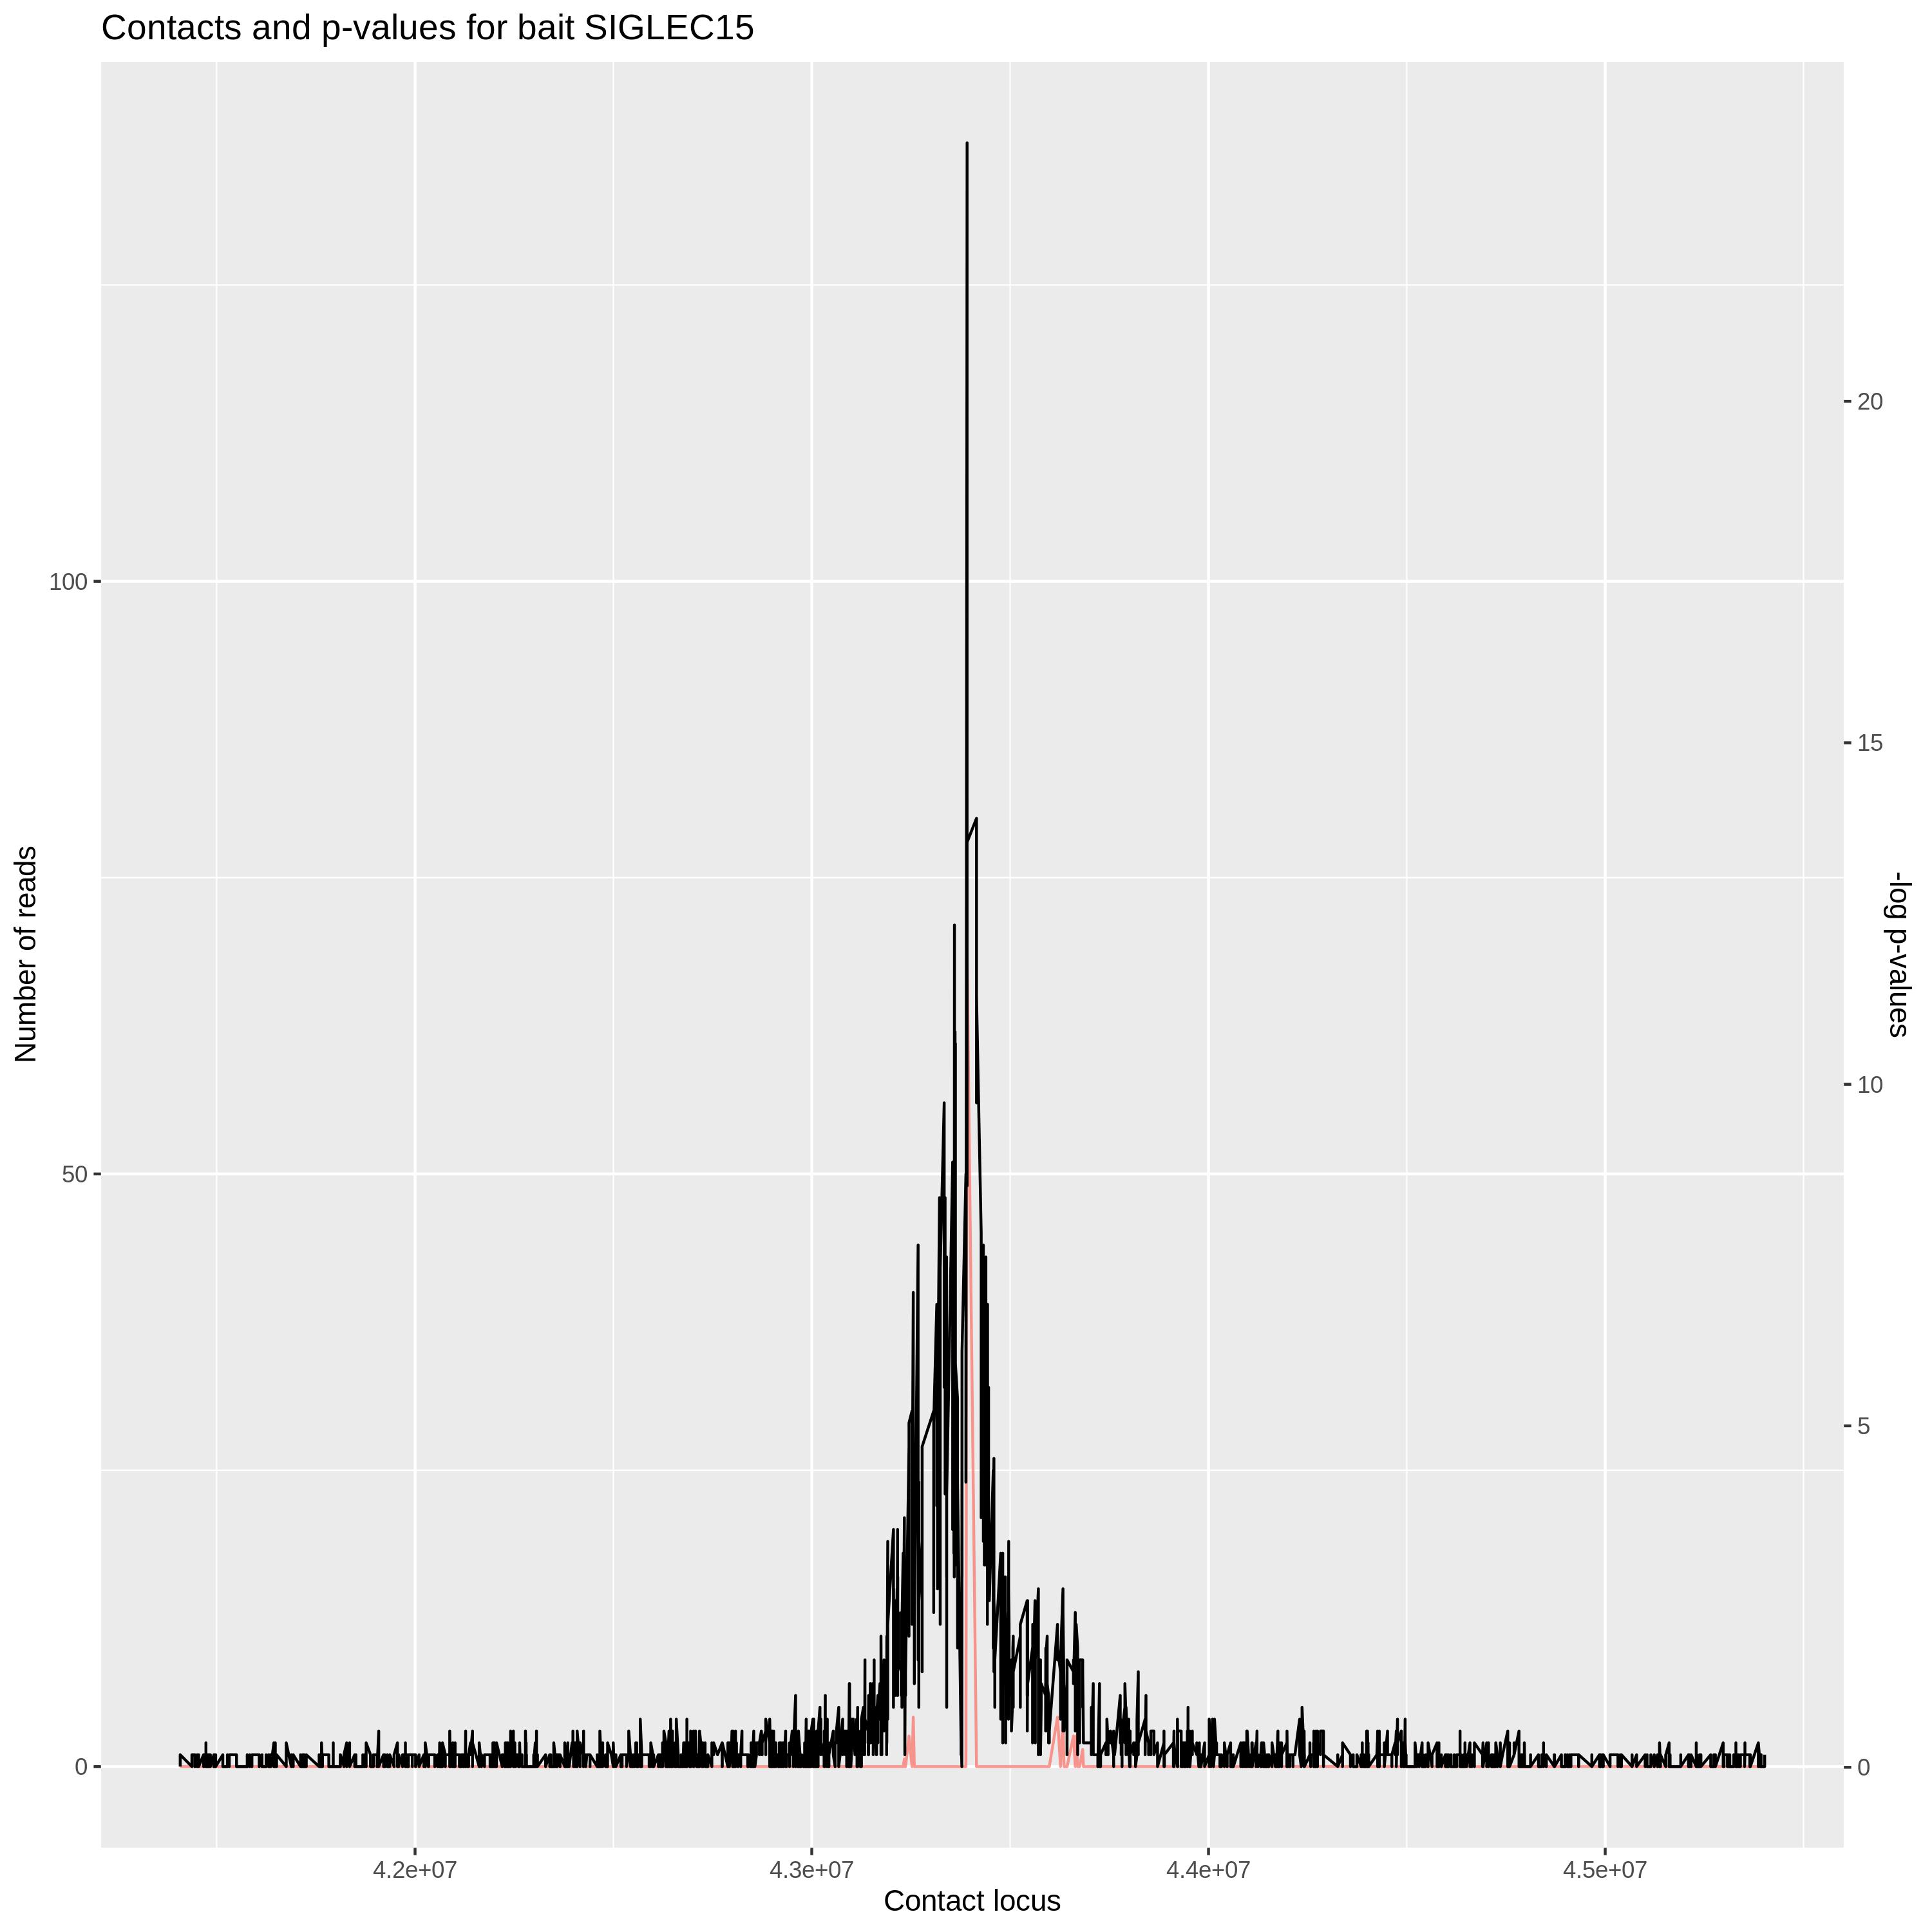 Contacts and p-values for bait SIGLEC15
Number of reads
100
50
0
20
15
10
5
0
-log p-values
4.2e+07
4.3e+07
4.4e+07
4.5e+07
Contact locus